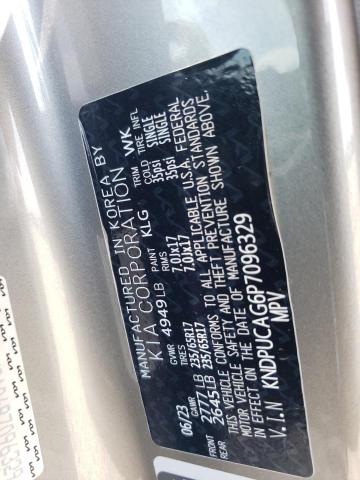 MANUFACTURED IN KOREA BY
KIA CORPORATION
06/23 GVWR 4949LB PAINT KLG TRIM WK
GAWR TIRES RIMS COLD TIRE INFL
FRONT 2777LB 235/65R17 7.0Jx17 35psi SINGLE
REAR 2645LB 235/65R17 7.0Jx17 35psi SINGLE
THIS VEHICLE CONFORMS TO ALL APPLICABLE U.S.A. FEDERAL
MOTOR VEHICLE SAFETY AND THEFT PREVENTION STANDARDS
IN EFFECT ON THE DATE OF MANUFACTURE SHOWN ABOVE.
V.I.N KNDPUCAG6P7096329
MPV